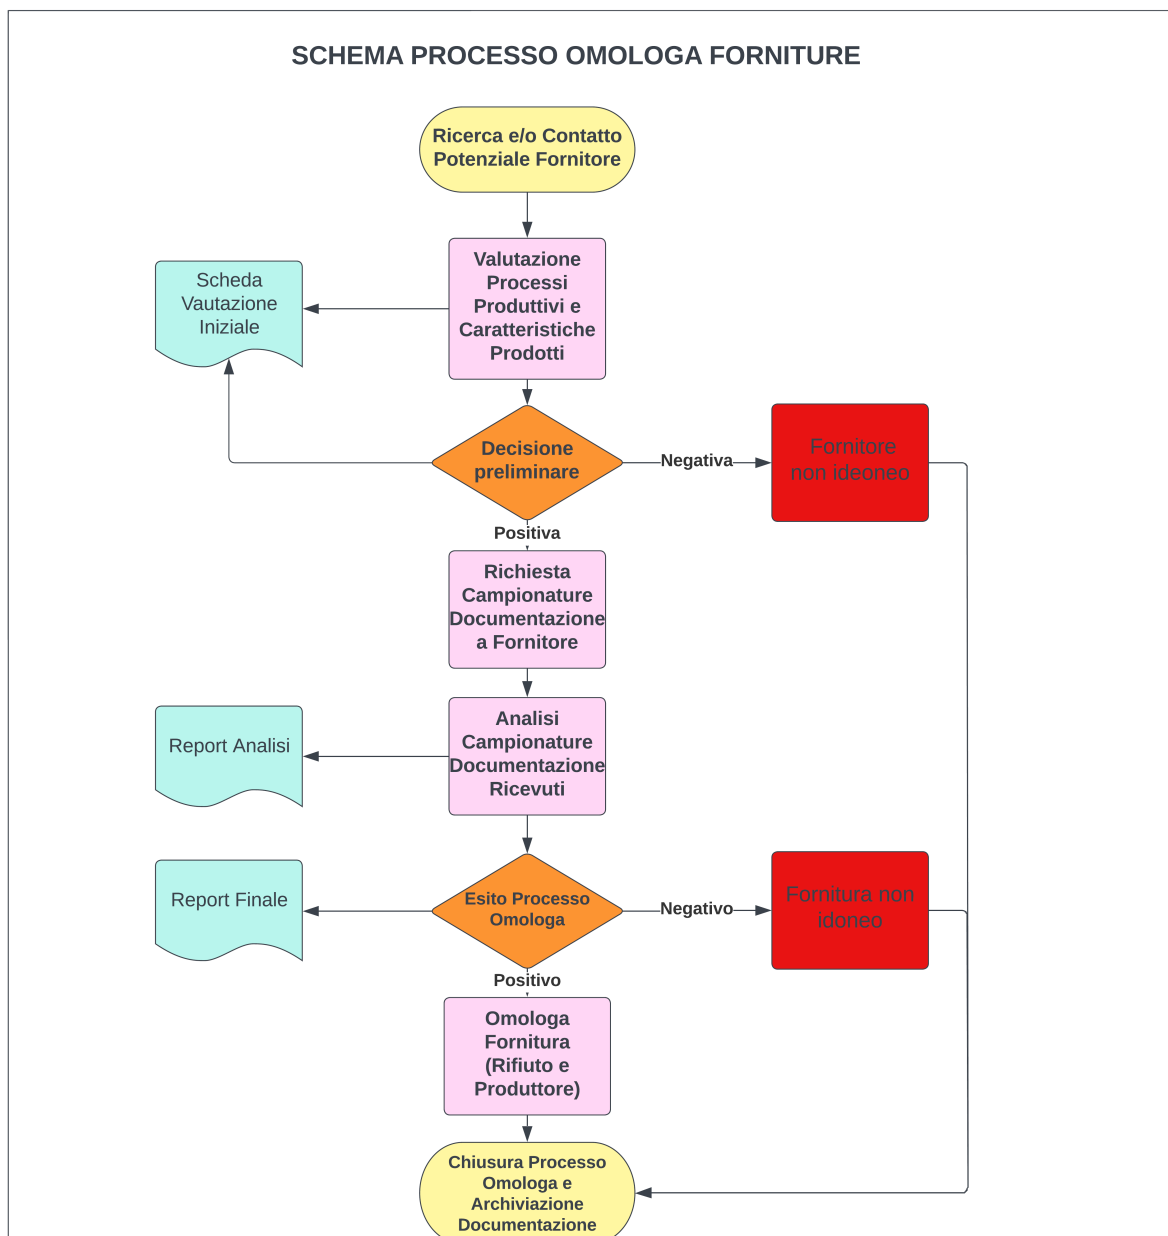 SCHEMA PROCESSO OMOLOGA FORNITURE
Ricerca e/o Contatto
Potenziale Fornitore
Valutazione
Processi
Produttivi e
Caratteristiche
Prodotti
Scheda
Vautazione
Iniziale
Decisione
preliminare
Negativa
Fornitore
non ideoneo
Positiva
Richiesta
Campionature
Documentazione
a Fornitore
Analisi
Campionature
Documentazione
Ricevuti
Report Analisi
Esito Processo
Omologa
Report Finale
Negativo
Fornitura non
idoneo
Positivo
Omologa
Fornitura
(Rifiuto e
Produttore)
Chiusura Processo
Omologa e
Archiviazione
Documentazione